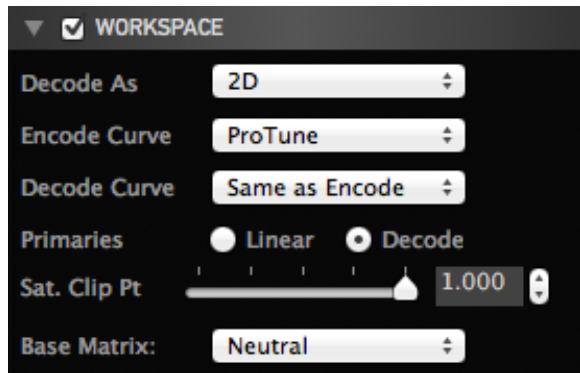 WORKSPACE
Decode As 2D
Encode Curve ProTune
Decode Curve Same as Encode
Primaries Linear Decode
Sat. Clip Pt 1.000
Base Matrix: Neutral